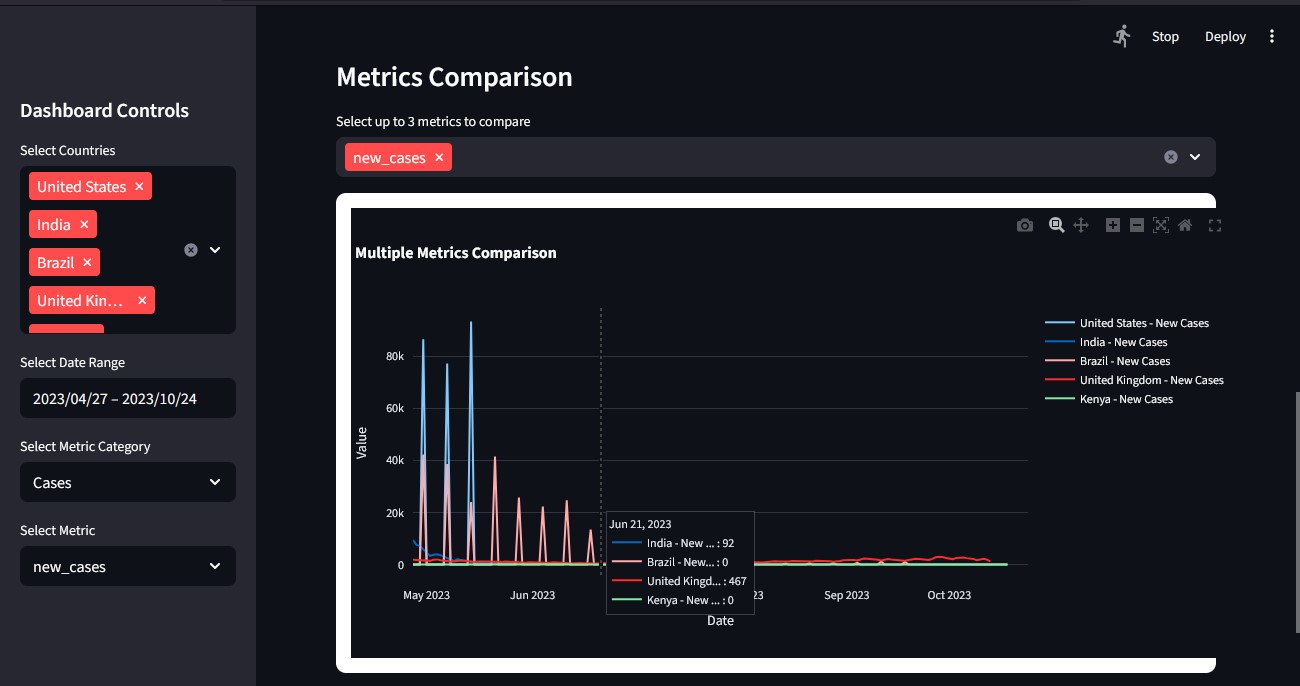 Stop
Deploy
Dashboard Controls
Select Countries
United States ×
India ×
Brazil ×
United Kin… ×
Select Date Range
2023/04/27 – 2023/10/24
Select Metric Category
Cases
Select Metric
new_cases
Metrics Comparison
Select up to 3 metrics to compare
new_cases ×
Multiple Metrics Comparison
Value
80k
60k
40k
20k
0
May 2023
Jun 2023
23
Sep 2023
Oct 2023
Date
United States - New Cases
India - New Cases
Brazil - New Cases
United Kingdom - New Cases
Kenya - New Cases
Jun 21, 2023
India - New ... : 92
Brazil - New... : 0
United Kingd... : 467
Kenya - New ... : 0